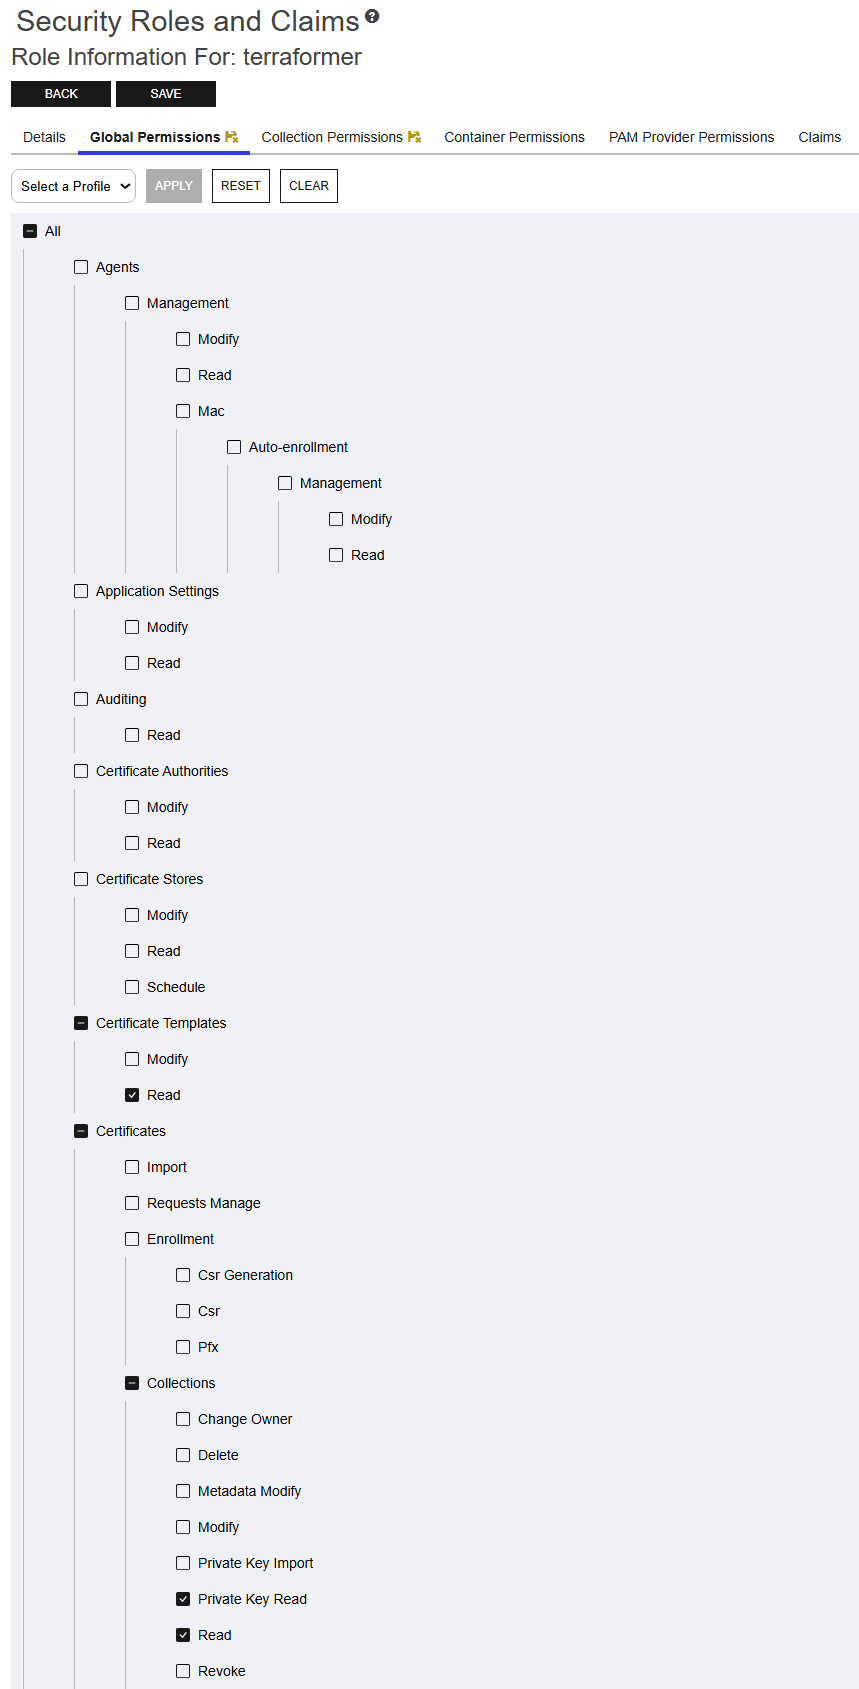 Security Roles and Claims ?
Role Information For: terraformer
BACK SAVE
Details Global Permissions Collection Permissions Container Permissions PAM Provider Permissions Claims
Select a Profile APPLY RESET CLEAR
All
Agents
Management
Modify
Read
Mac
Auto-enrollment
Management
Modify
Read
Application Settings
Modify
Read
Auditing
Read
Certificate Authorities
Modify
Read
Certificate Stores
Modify
Read
Schedule
Certificate Templates
Modify
Read
Certificates
Import
Requests Manage
Enrollment
Csr Generation
Csr
Pfx
Collections
Change Owner
Delete
Metadata Modify
Modify
Private Key Import
Private Key Read
Read
Revoke